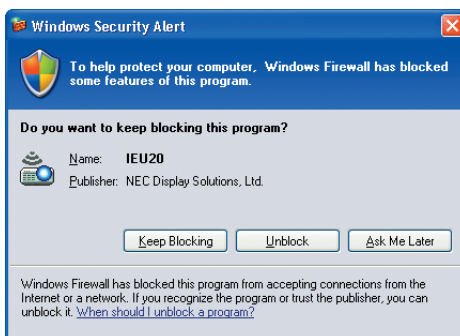 Windows Security Alert
To help protect your computer, Windows Firewall has blocked
some features of this program.
Do you want to keep blocking this program?
Name: IEU20
Publisher: NEC Display Solutions, Ltd.
Keep Blocking Unblock Ask Me Later
Windows Firewall has blocked this program from accepting connections from the
Internet or a network. If you recognize the program or trust the publisher, you can
unblock it. When should I unblock a program?